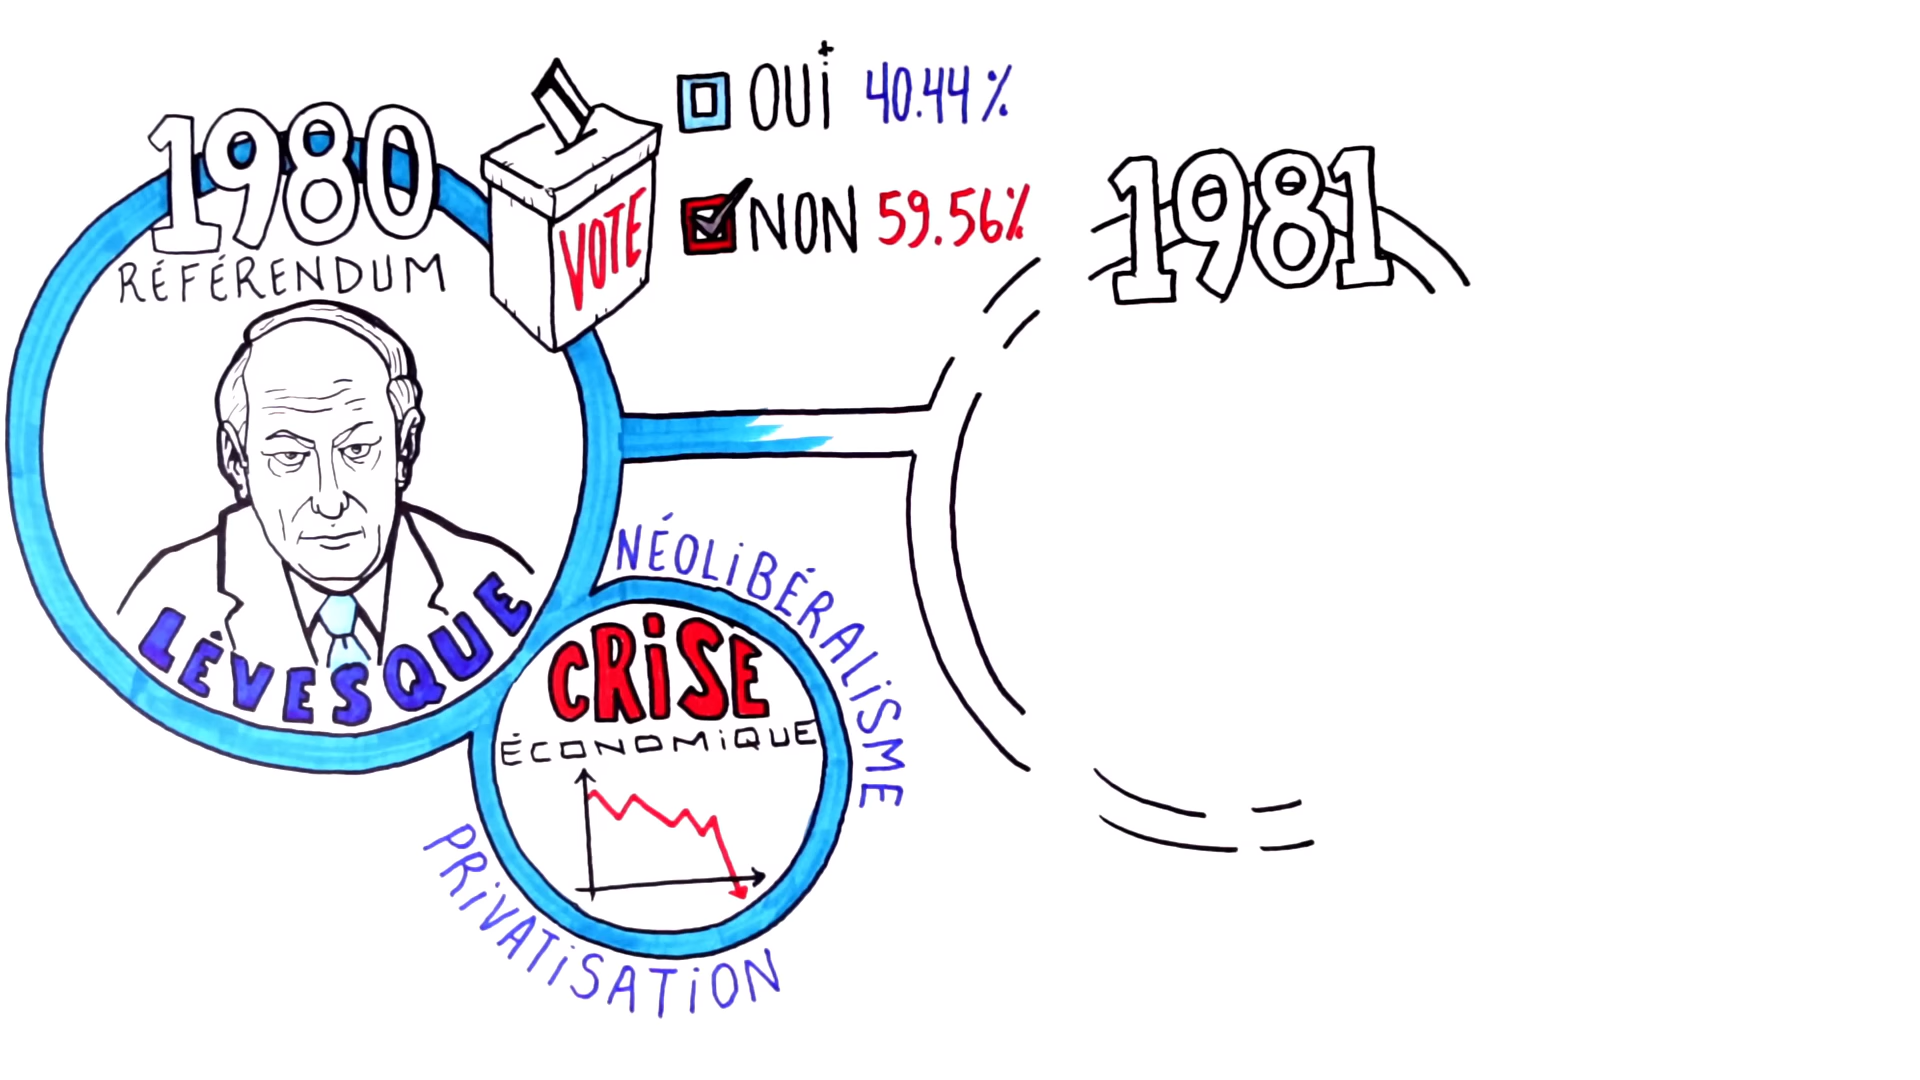 1980
RÉFÉRENDUM
LÉVESQUE
VOTE
OUi 40.44%
NON 59.56%
NÉOLiBÉRALiSME
CRiSE
ÉCONOMiQUE
PRiVATiSATiON
1981